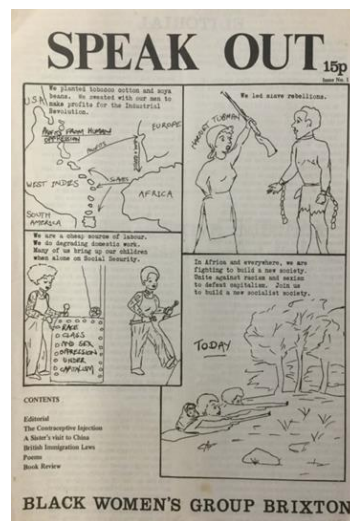 SPEAK OUT
15p
Issue No. 1
We planted tobacco cotton and soya
beans. We sweated with our men to
make profits for the Industrial
Revolution.
U.S.A.
FROM HUMAN
EUROPE
PROFITS
SLAVES
WEST INDIES
AFRICA
SOUTH
AMERICA
We led slave rebellions.
HARRIET TUBMAN
We are a cheap source of labour.
We do degrading domestic work.
Many of us bring up our children
when alone on Social Security.
RACE
CLASS
AND SEX
OPPRESSION
UNDER
CAPITALISM
In Africa and everywhere, we are
fighting to build a new society.
Unite against racism and sexism
to defeat capitalism. Join us
to build a new socialist society.
TODAY
CONTENTS
Editorial
The Contraceptive Injection
A Sister's visit to China
British Immigration Laws
Poems
Book Review
BLACK WOMEN'S GROUP BRIXTON